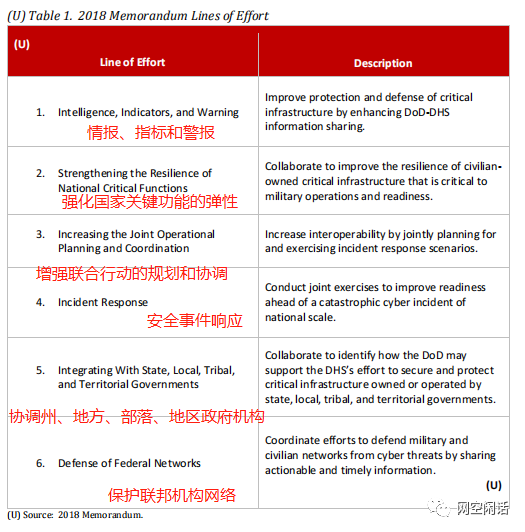 (U) Table 1. 2018 Memorandum Lines of Effort
(U)
Line of Effort
Description
1. Intelligence, Indicators, and Warning
情报、指标和警报
Improve protection and defense of critical
infrastructure by enhancing DoD-DHS
information sharing.
2. Strengthening the Resilience of
National Critical Functions
强化国家关键功能的弹性
Collaborate to improve the resilience of civilian-
owned critical infrastructure that is critical to
military operations and readiness.
3. Increasing the Joint Operational
Planning and Coordination
增强联合行动的规划和协调
Increase interoperability by jointly planning for
and exercising incident response scenarios.
4. Incident Response
安全事件响应
Conduct joint exercises to improve readiness
ahead of a catastrophic cyber incident of
national scale.
5. Integrating With State, Local, Tribal,
and Territorial Governments
协调州、地方、部落、地区政府机构
Collaborate to identify how the DoD may
support the DHS's effort to secure and protect
critical infrastructure owned or operated by
state, local, tribal, and territorial governments.
6. Defense of Federal Networks
保护联邦机构网络
Coordinate efforts to defend military and
civilian networks from cyber threats by sharing
actionable and timely information.
(U)
(U) Source: 2018 Memorandum.
网空闲话